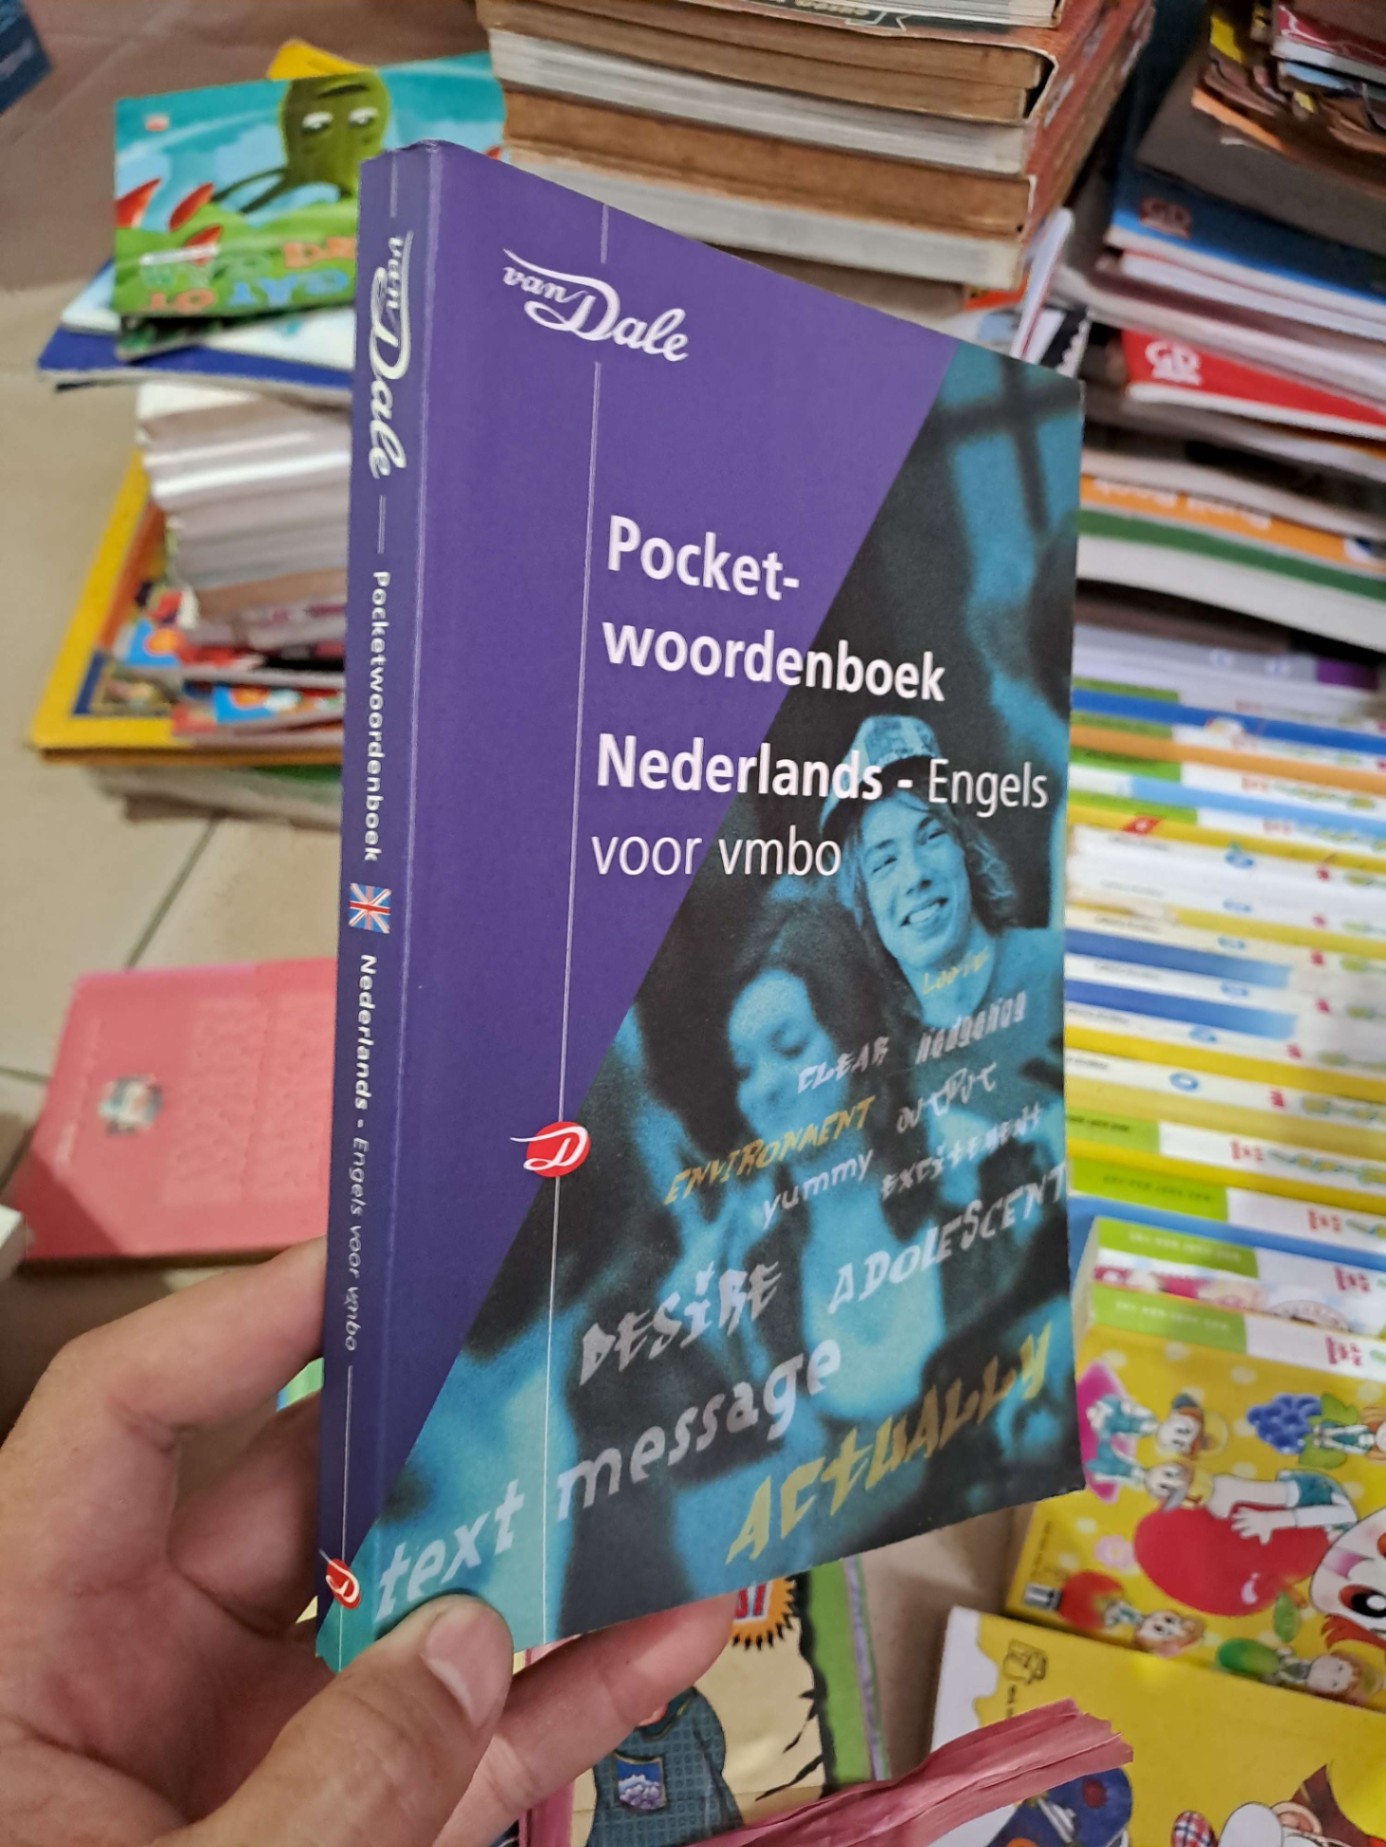 van Dale
Pocket-
woordenboek
Nederlands - Engels
voor vmbo
CLEAR
ENVIRONMENT
OUTPUT
yummy
EXCITEMENT
DESIRE
ADOLESCENT
text message
ACTUALLY
D
van Dale
Pocketwoordenboek
Nederlands - Engels voor vmbo
D